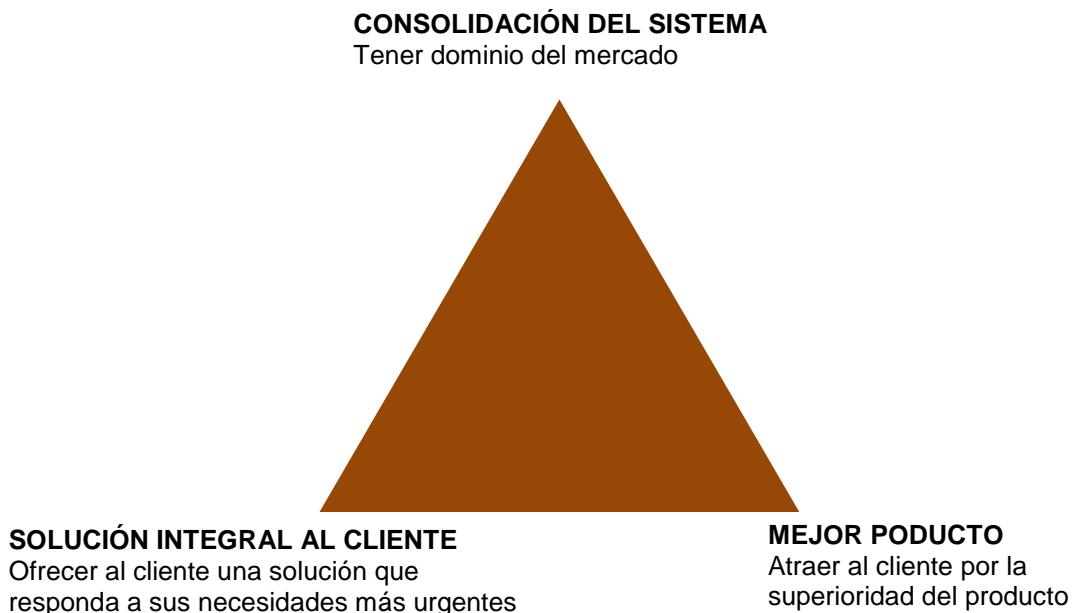 CONSOLIDACIÓN DEL SISTEMA
Tener dominio del mercado
SOLUCIÓN INTEGRAL AL CLIENTE
Ofrecer al cliente una solución que
responda a sus necesidades más urgentes
MEJOR PODUCTO
Atraer al cliente por la
superioridad del producto